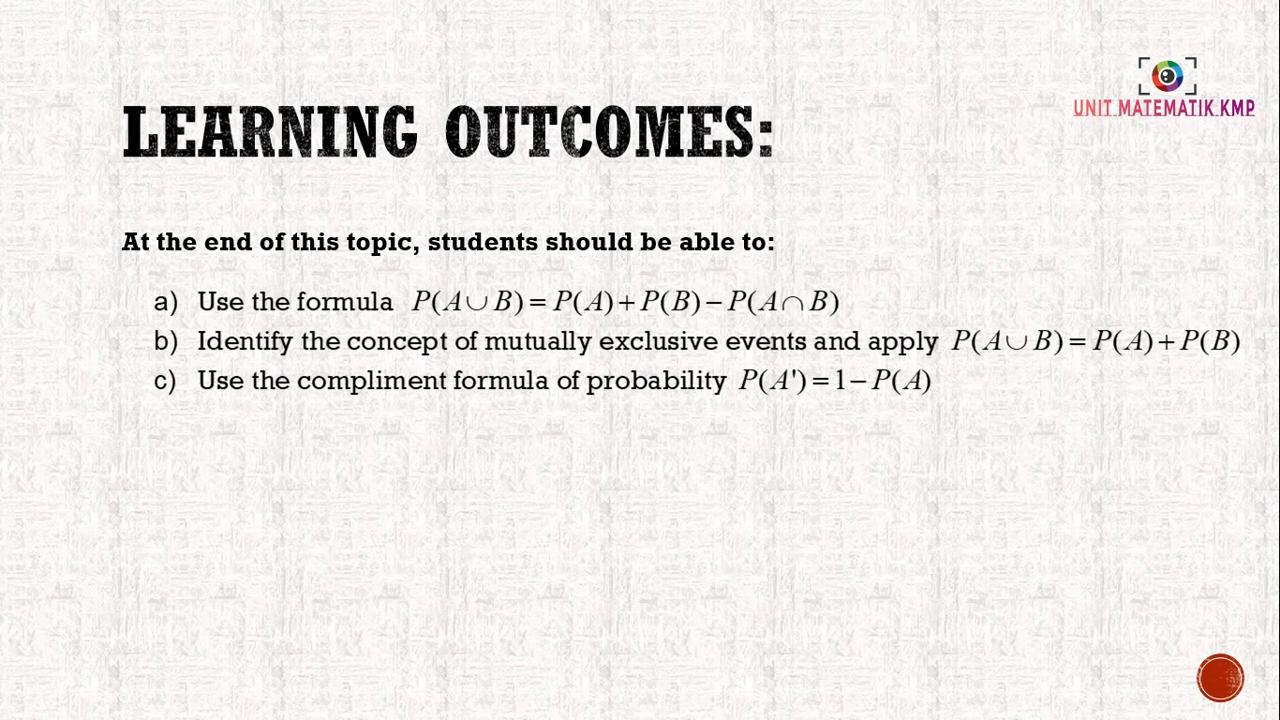 UNIT MATEMATIK KMP
LEARNING OUTCOMES:
At the end of this topic, students should be able to:
a) Use the formula P(A∪B)=P(A)+P(B)−P(A∩B)
b) Identify the concept of mutually exclusive events and apply P(A∪B)=P(A)+P(B)
c) Use the compliment formula of probability P(A')=1−P(A)